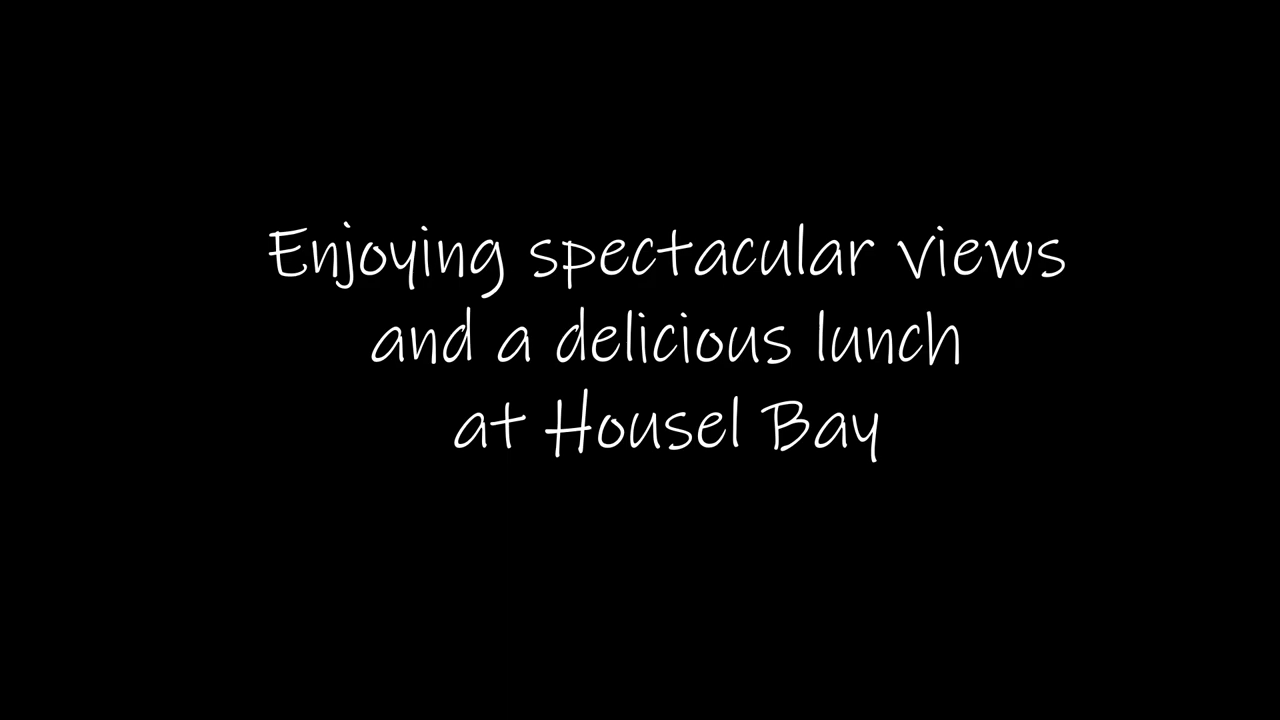 Enjoying spectacular views
and a delicious lunch
at Housel Bay